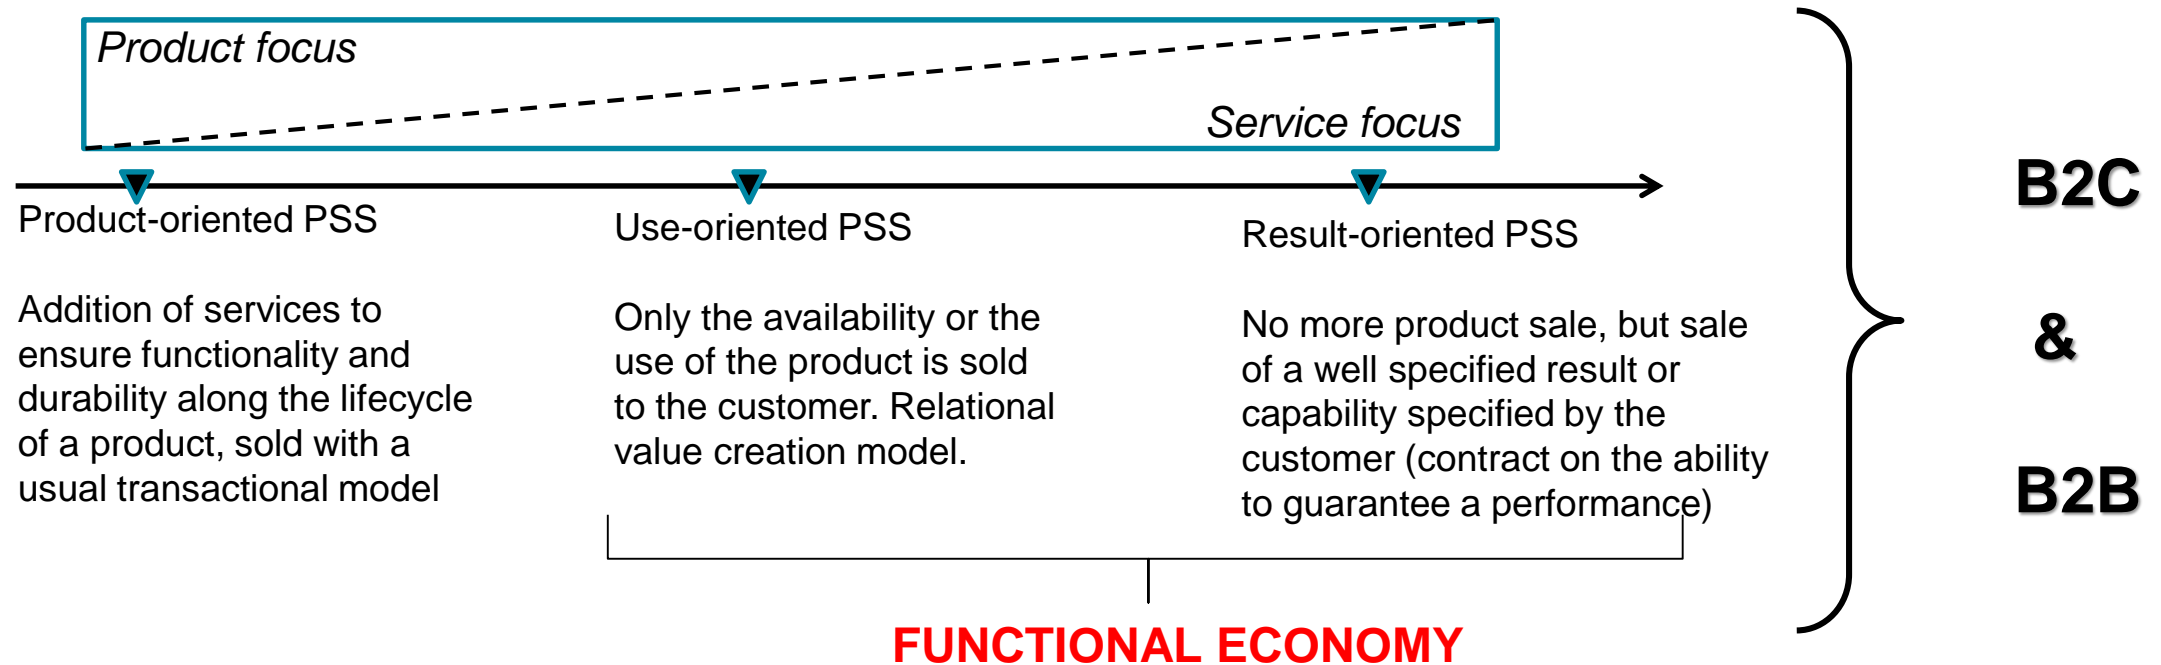 Product focus
Service focus
Product-oriented PSS
Addition of services to
ensure functionality and
durability along the lifecycle
of a product, sold with a
usual transactional model
Use-oriented PSS
Only the availability or the
use of the product is sold
to the customer. Relational
value creation model.
Result-oriented PSS
No more product sale, but sale
of a well specified result or
capability specified by the
customer (contract on the ability
to guarantee a performance)
FUNCTIONAL ECONOMY
B2C
&
B2B